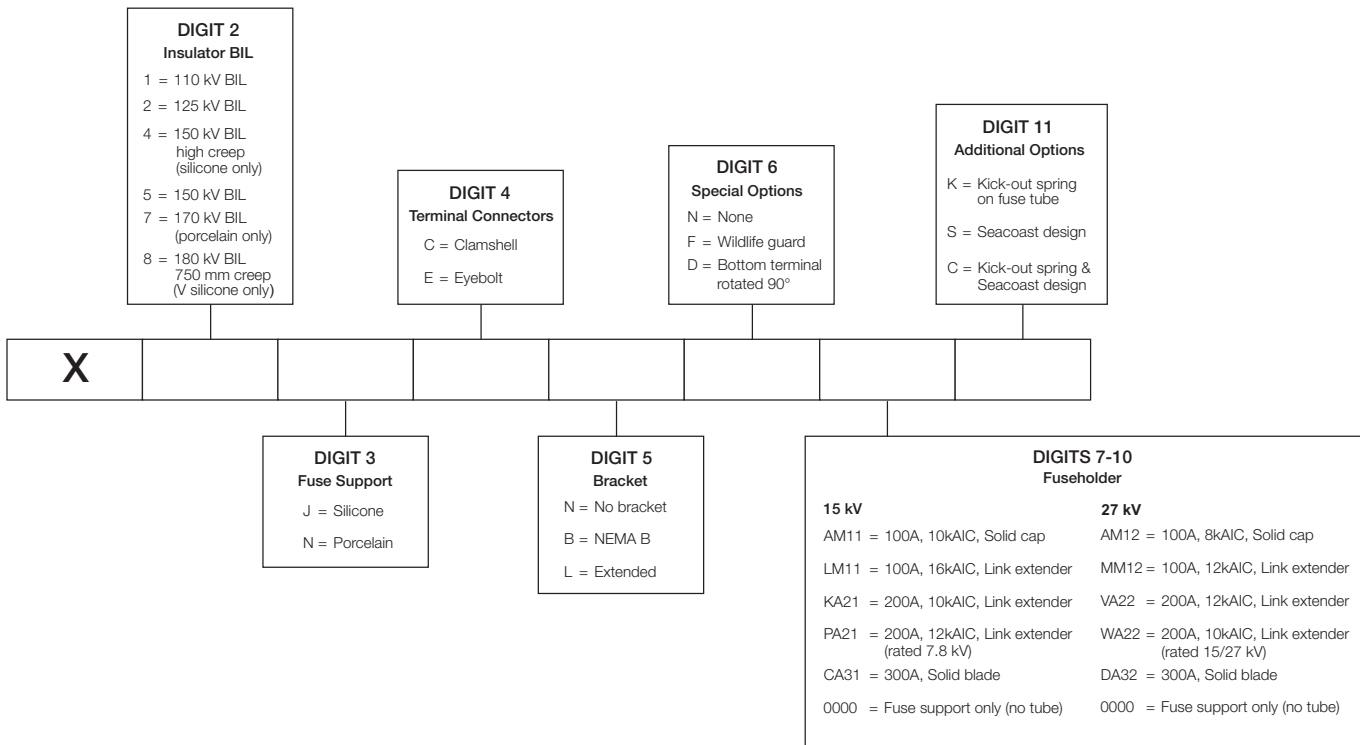 DIGIT 2
Insulator BIL
1 = 110 kV BIL
2 = 125 kV BIL
4 = 150 kV BIL
high creep
(silicone only)
5 = 150 kV BIL
7 = 170 kV BIL
(porcelain only)
8 = 180 kV BIL
750 mm creep
(V silicone only)
DIGIT 4
Terminal Connectors
C = Clamshell
E = Eyebolt
DIGIT 6
Special Options
N = None
F = Wildlife guard
D = Bottom terminal
rotated 90°
DIGIT 11
Additional Options
K = Kick-out spring
on fuse tube
S = Seacoast design
C = Kick-out spring &
Seacoast design
X
DIGIT 3
Fuse Support
J = Silicone
N = Porcelain
DIGIT 5
Bracket
N = No bracket
B = NEMA B
L = Extended
DIGITS 7-10
Fuseholder
15 kV
AM11 = 100A, 10kAIC, Solid cap
LM11 = 100A, 16kAIC, Link extender
KA21 = 200A, 10kAIC, Link extender
PA21 = 200A, 12kAIC, Link extender
(rated 7.8 kV)
CA31 = 300A, Solid blade
0000 = Fuse support only (no tube)
27 kV
AM12 = 100A, 8kAIC, Solid cap
MM12 = 100A, 12kAIC, Link extender
VA22 = 200A, 12kAIC, Link extender
WA22 = 200A, 10kAIC, Link extender
(rated 15/27 kV)
DA32 = 300A, Solid blade
0000 = Fuse support only (no tube)